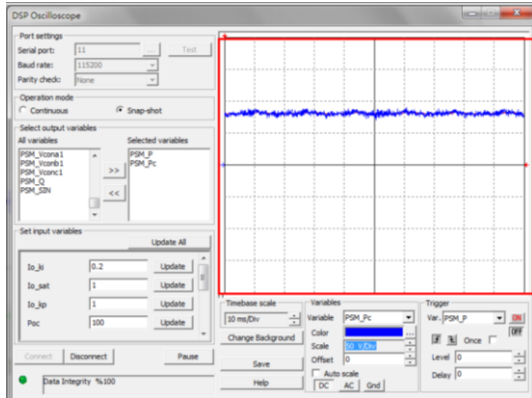 DSP Oscilloscope
Port settings
Serial port: 11 ... Test
Baud rate: 115200
Parity check: None
Operation mode
Continuous Snap-shot
Select output variables
All variables Selected variables
PSM_Vcona1 PSM_P
PSM_Vconb1 PSM_Pc
PSM_Vconc1 >>
PSM_Q
PSM_SIN <<
Set input variables
Update All
Io_ki 0.2 Update
Io_sat 1 Update
Io_kp 1 Update
Poc 100 Update
Connect Disconnect Pause
Data Integrity %100
Timebase scale
10 ms/Div
Change Background
Save
Help
Variables
Variable PSM_Pc
Color ...
Scale 50 V/Div
Offset 0
Auto scale
DC AC Gnd
Trigger
Var. PSM_P ON
OFF
Once
Level 0
Delay 0